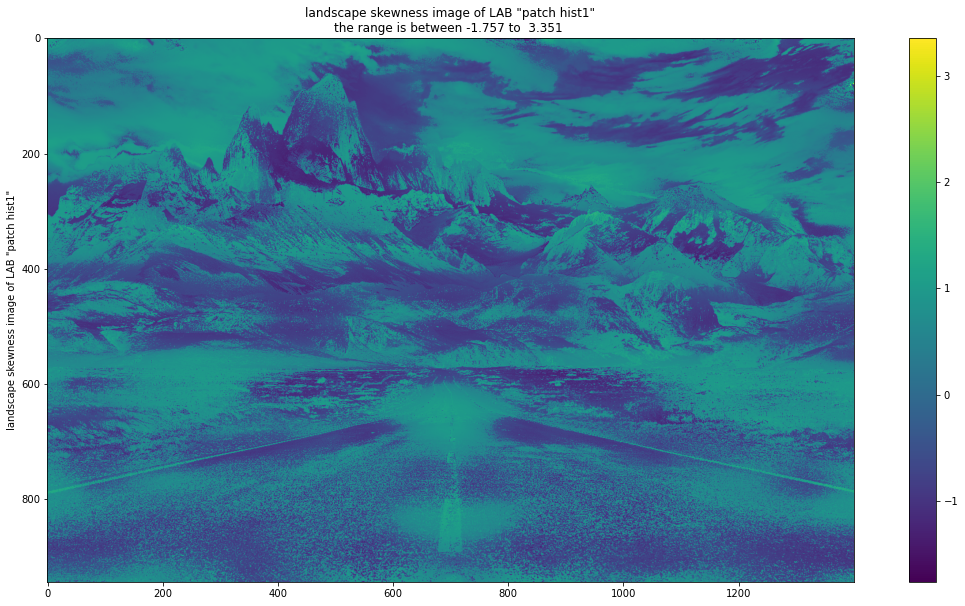 landscape skewness image of LAB "patch hist1"
the range is between -1.757 to  3.351
landscape skewness image of LAB "patch hist1"
0
200
400
600
800
0 200 400 600 800 1000 1200
3
2
1
0
−1